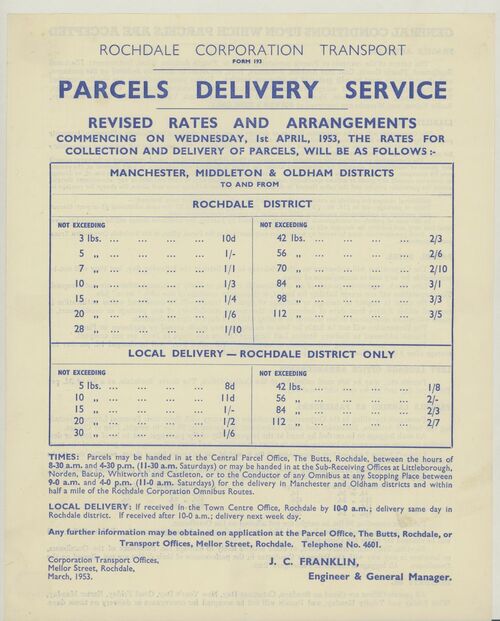 ROCHDALE CORPORATION TRANSPORT
FORM 193
PARCELS DELIVERY SERVICE
REVISED RATES AND ARRANGEMENTS
COMMENCING ON WEDNESDAY, 1st APRIL, 1953, THE RATES FOR
COLLECTION AND DELIVERY OF PARCELS, WILL BE AS FOLLOWS :-
MANCHESTER, MIDDLETON & OLDHAM DISTRICTS
TO AND FROM
ROCHDALE DISTRICT
NOT EXCEEDING
3 lbs. ... ... ... ... 10d
5 „ ... ... ... ... 1/-
7 „ ... ... ... ... 1/1
10 „ ... ... ... ... 1/3
15 „ ... ... ... ... 1/4
20 „ ... ... ... ... 1/6
28 „ ... ... ... ... 1/10
NOT EXCEEDING
42 lbs. ... ... ... ... 2/3
56 „ ... ... ... ... 2/6
70 „ ... ... ... ... 2/10
84 „ ... ... ... ... 3/1
98 „ ... ... ... ... 3/3
112 „ ... ... ... ... 3/5
LOCAL DELIVERY — ROCHDALE DISTRICT ONLY
NOT EXCEEDING
5 lbs. ... ... ... ... 8d
10 „ ... ... ... ... 11d
15 „ ... ... ... ... 1/-
20 „ ... ... ... ... 1/2
30 „ ... ... ... ... 1/6
NOT EXCEEDING
42 lbs. ... ... ... ... 1/8
56 „ ... ... ... ... 2/-
84 „ ... ... ... ... 2/3
112 „ ... ... ... ... 2/7
TIMES: Parcels may be handed in at the Central Parcel Office, The Butts, Rochdale, between the hours of
8-30 a.m. and 4-30 p.m. (11-30 a.m. Saturdays) or may be handed in at the Sub-Receiving Offices at Littleborough,
Norden, Bacup, Whitworth and Castleton, or to the Conductor of any Omnibus at any Stopping Place between
9-0 a.m. and 4-0 p.m. (11-0 a.m. Saturdays) for the delivery in Manchester and Oldham districts and within
half a mile of the Rochdale Corporation Omnibus Routes.
LOCAL DELIVERY: If received in the Town Centre Office, Rochdale by 10-0 a.m.; delivery same day in
Rochdale district. If received after 10-0 a.m.; delivery next week day.
Any further information may be obtained on application at the Parcel Office, The Butts, Rochdale, or
Transport Offices, Mellor Street, Rochdale. Telephone No. 4601.
Corporation Transport Offices,
Mellor Street, Rochdale,
March, 1953.
J. C. FRANKLIN,
Engineer & General Manager.